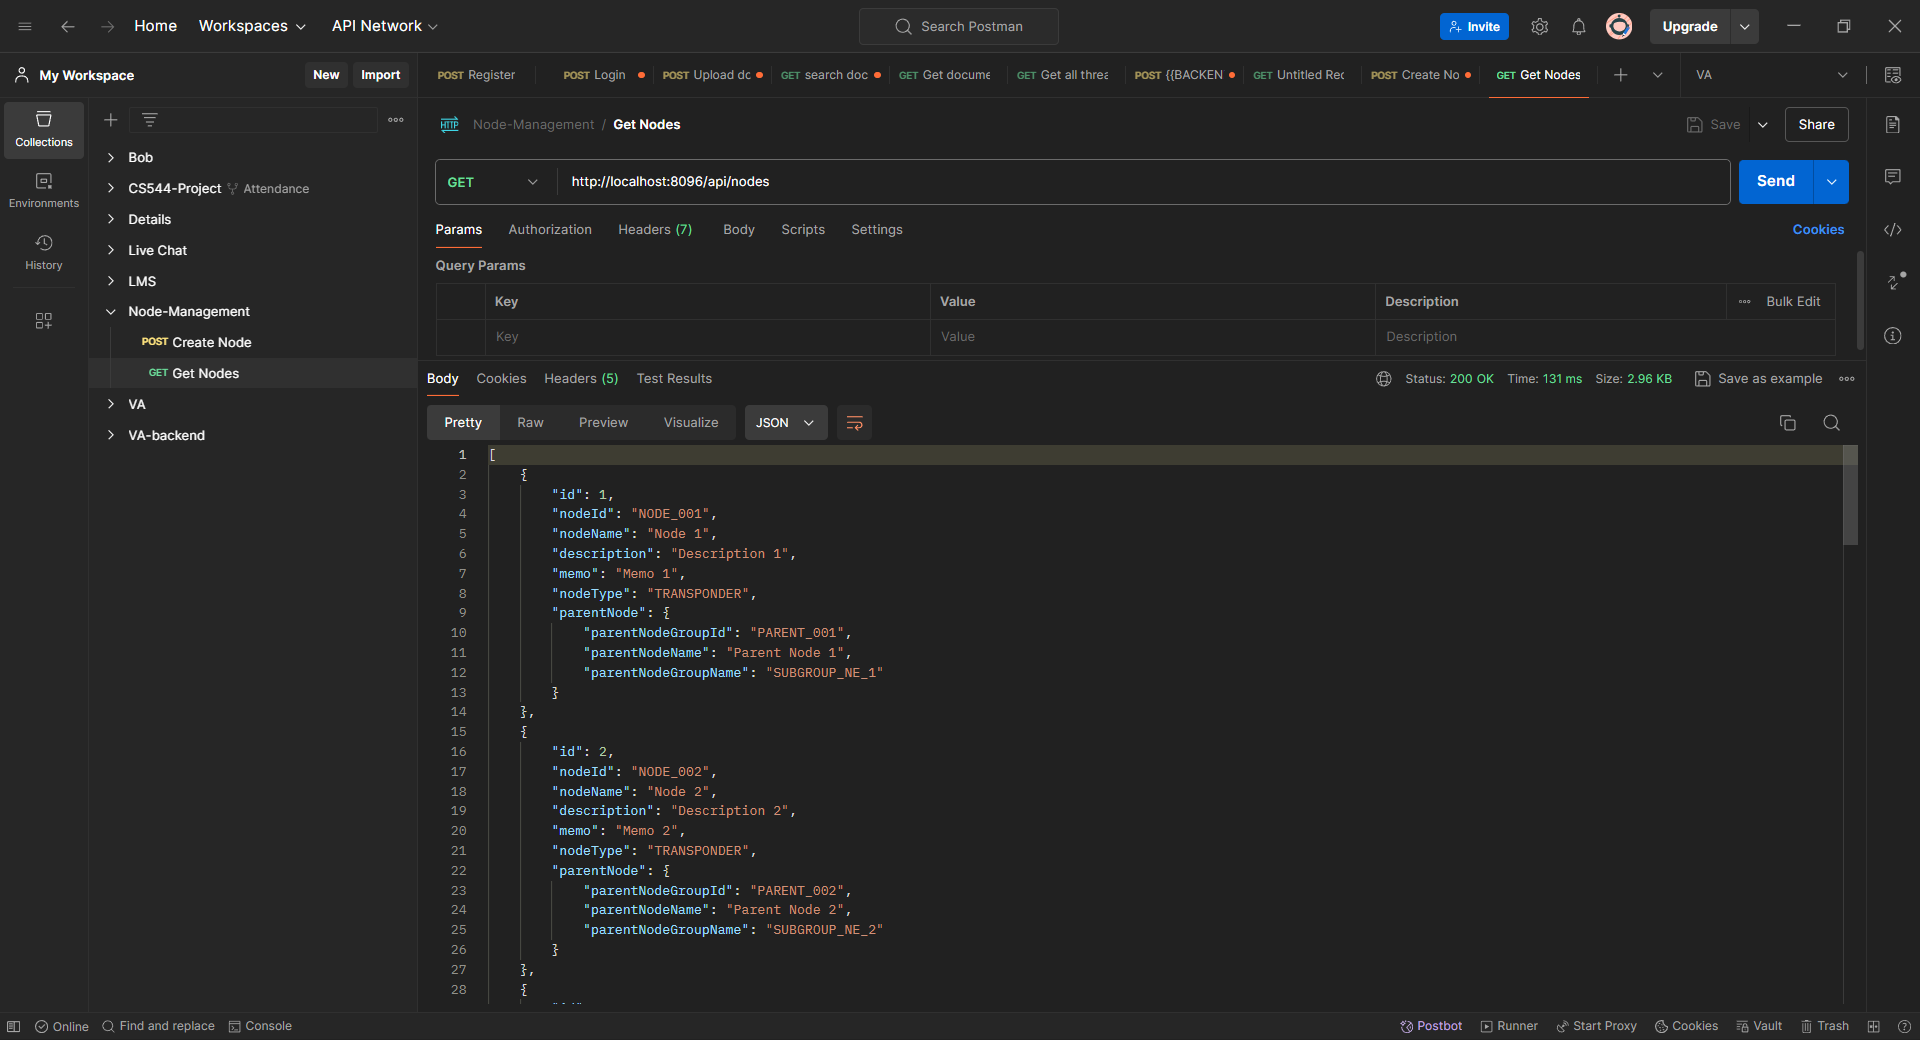 Home Workspaces API Network Search Postman Invite Upgrade
My Workspace New Import
POST Register POST Login POST Upload dc GET search doc GET Get docume GET Get all threa POST {{BACKEN GET Untitled Rec POST Create No GET Get Nodes VA
Collections
Environments
History
Bob
CS544-Project Attendance
Details
Live Chat
LMS
Node-Management
POST Create Node
GET Get Nodes
VA
VA-backend
HTTP Node-Management / Get Nodes Save Share
GET http://localhost:8096/api/nodes Send
Params Authorization Headers (7) Body Scripts Settings Cookies
Query Params
Key Value Description Bulk Edit
Key Value Description
Body Cookies Headers (5) Test Results Status: 200 OK Time: 131 ms Size: 2.96 KB Save as example
Pretty Raw Preview Visualize JSON
1 [
2 {
3 "id": 1,
4 "nodeId": "NODE_001",
5 "nodeName": "Node 1",
6 "description": "Description 1",
7 "memo": "Memo 1",
8 "nodeType": "TRANSPONDER",
9 "parentNode": {
10 "parentNodeGroupId": "PARENT_001",
11 "parentNodeName": "Parent Node 1",
12 "parentNodeGroupName": "SUBGROUP_NE_1"
13 }
14 },
15 {
16 "id": 2,
17 "nodeId": "NODE_002",
18 "nodeName": "Node 2",
19 "description": "Description 2",
20 "memo": "Memo 2",
21 "nodeType": "TRANSPONDER",
22 "parentNode": {
23 "parentNodeGroupId": "PARENT_002",
24 "parentNodeName": "Parent Node 2",
25 "parentNodeGroupName": "SUBGROUP_NE_2"
26 }
27 },
28 {
Online Find and replace Console Postbot Runner Start Proxy Cookies Vault Trash